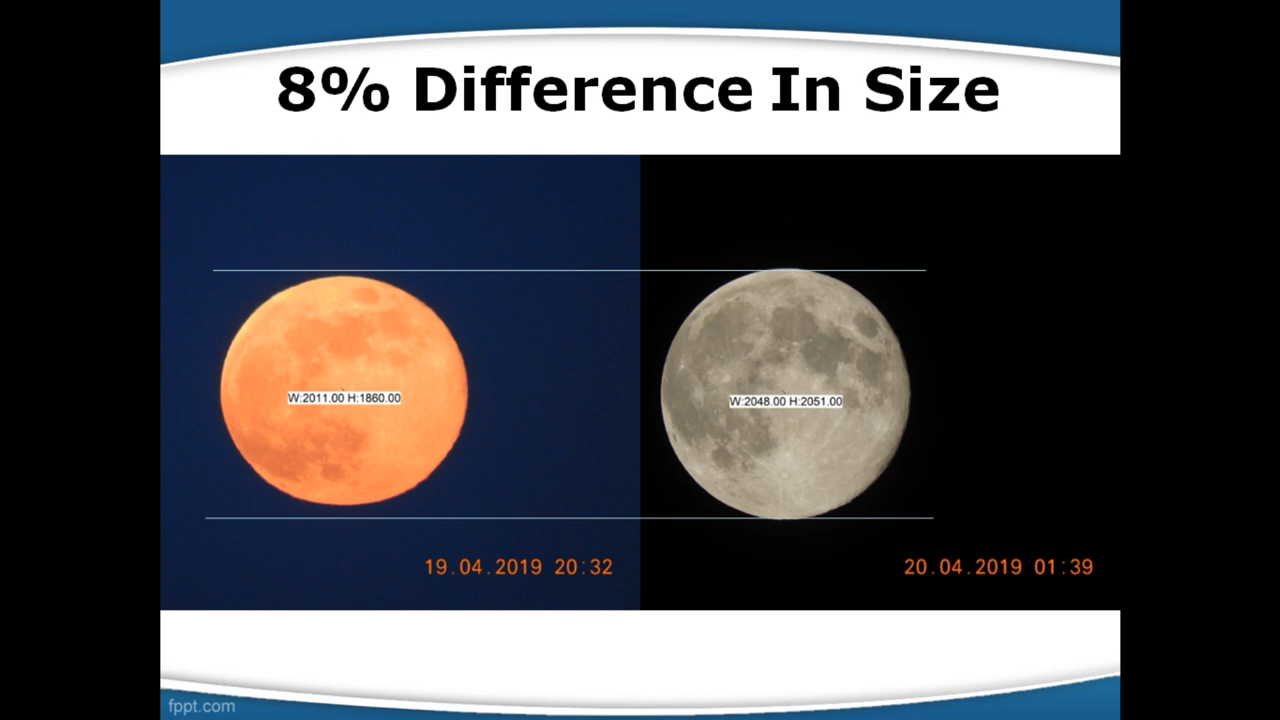 8% Difference In Size
W:2011.00 H:1860.00
W:2048.00 H:2051.00
19.04.2019 20:32
20.04.2019 01:39
fppt.com